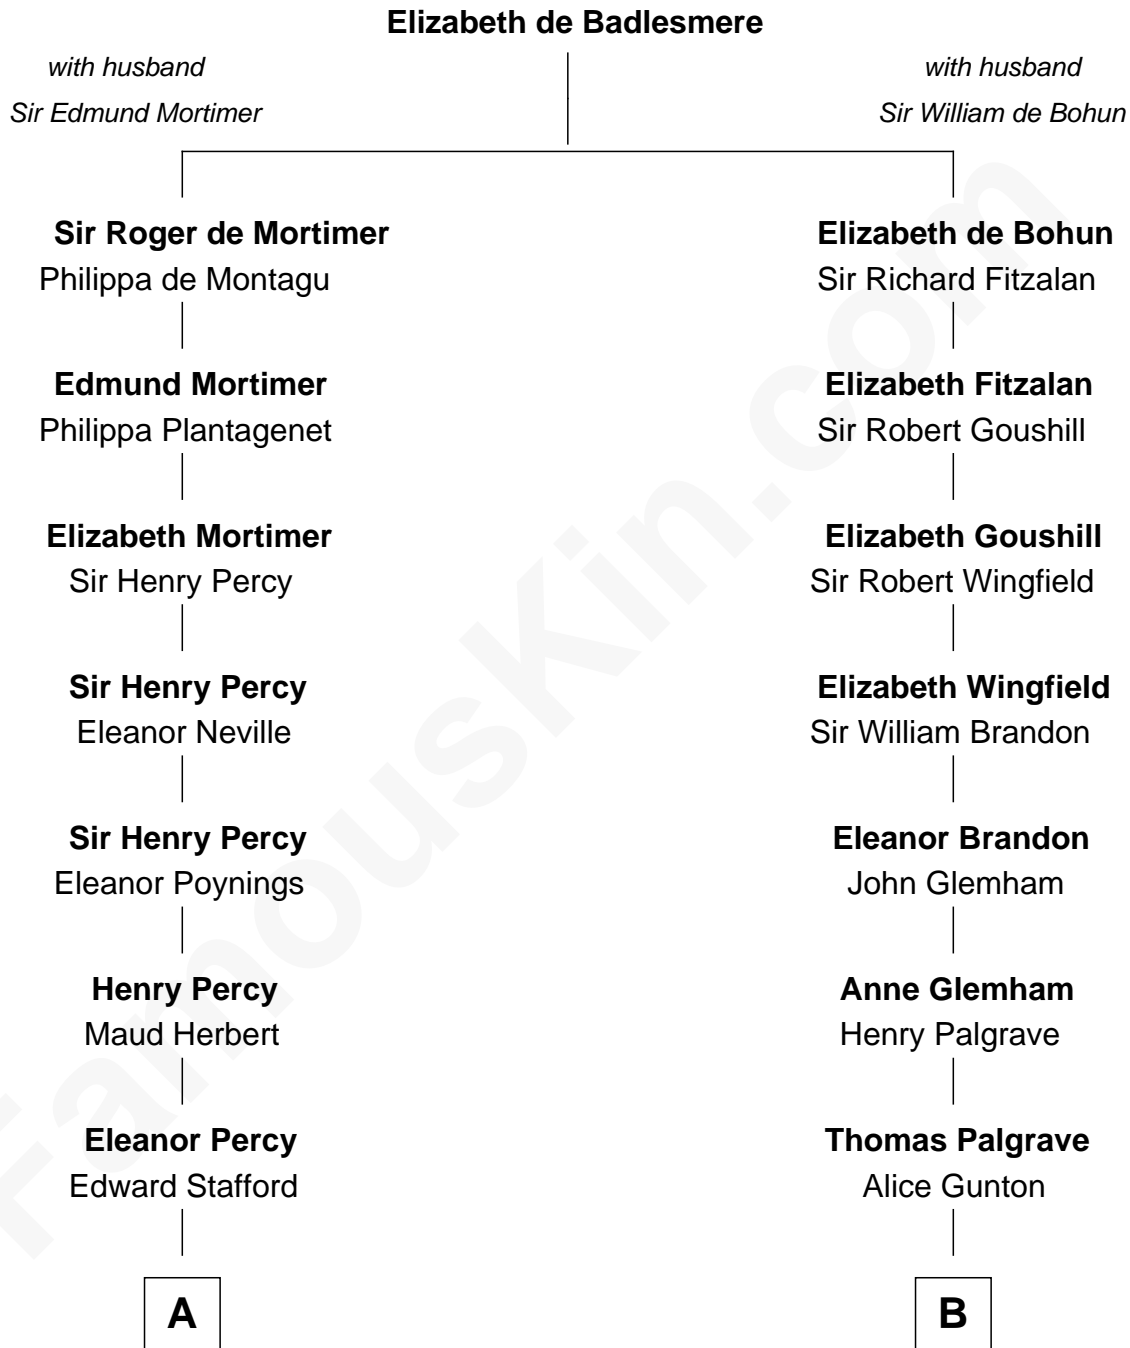 Elizabeth de Badlesmere
with husband
Sir Edmund Mortimer
with husband
Sir William de Bohun
Sir Roger de Mortimer
Philippa de Montagu
Elizabeth de Bohun
Sir Richard Fitzalan
Edmund Mortimer
Philippa Plantagenet
Elizabeth Fitzalan
Sir Robert Goushill
Elizabeth Mortimer
Sir Henry Percy
Elizabeth Goushill
Sir Robert Wingfield
Sir Henry Percy
Eleanor Neville
Elizabeth Wingfield
Sir William Brandon
Sir Henry Percy
Eleanor Poynings
Eleanor Brandon
John Glemham
Henry Percy
Maud Herbert
Anne Glemham
Henry Palgrave
Eleanor Percy
Edward Stafford
Thomas Palgrave
Alice Gunton
A
B
FamousKin.com